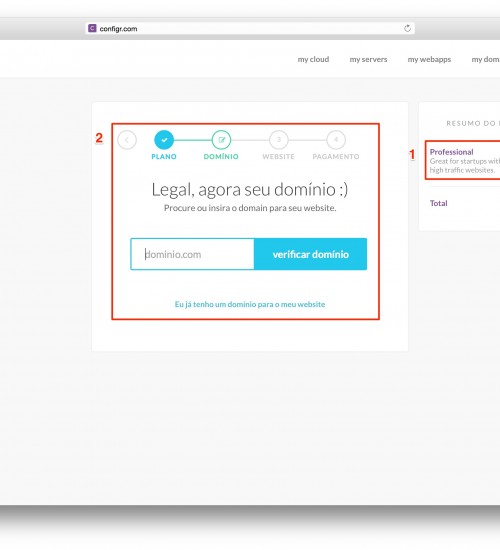 C configr.com
my cloud my servers my webapps my dom
RESUMO DO
2
1
3 4
PLANO DOMÍNIO WEBSITE PAGAMENTO
Professional
Great for startups with
high traffic websites.
Legal, agora seu domínio :)
Procure ou insira o domain para seu website.
Total
dominio.com verificar domínio
Eu já tenho um domínio para o meu website